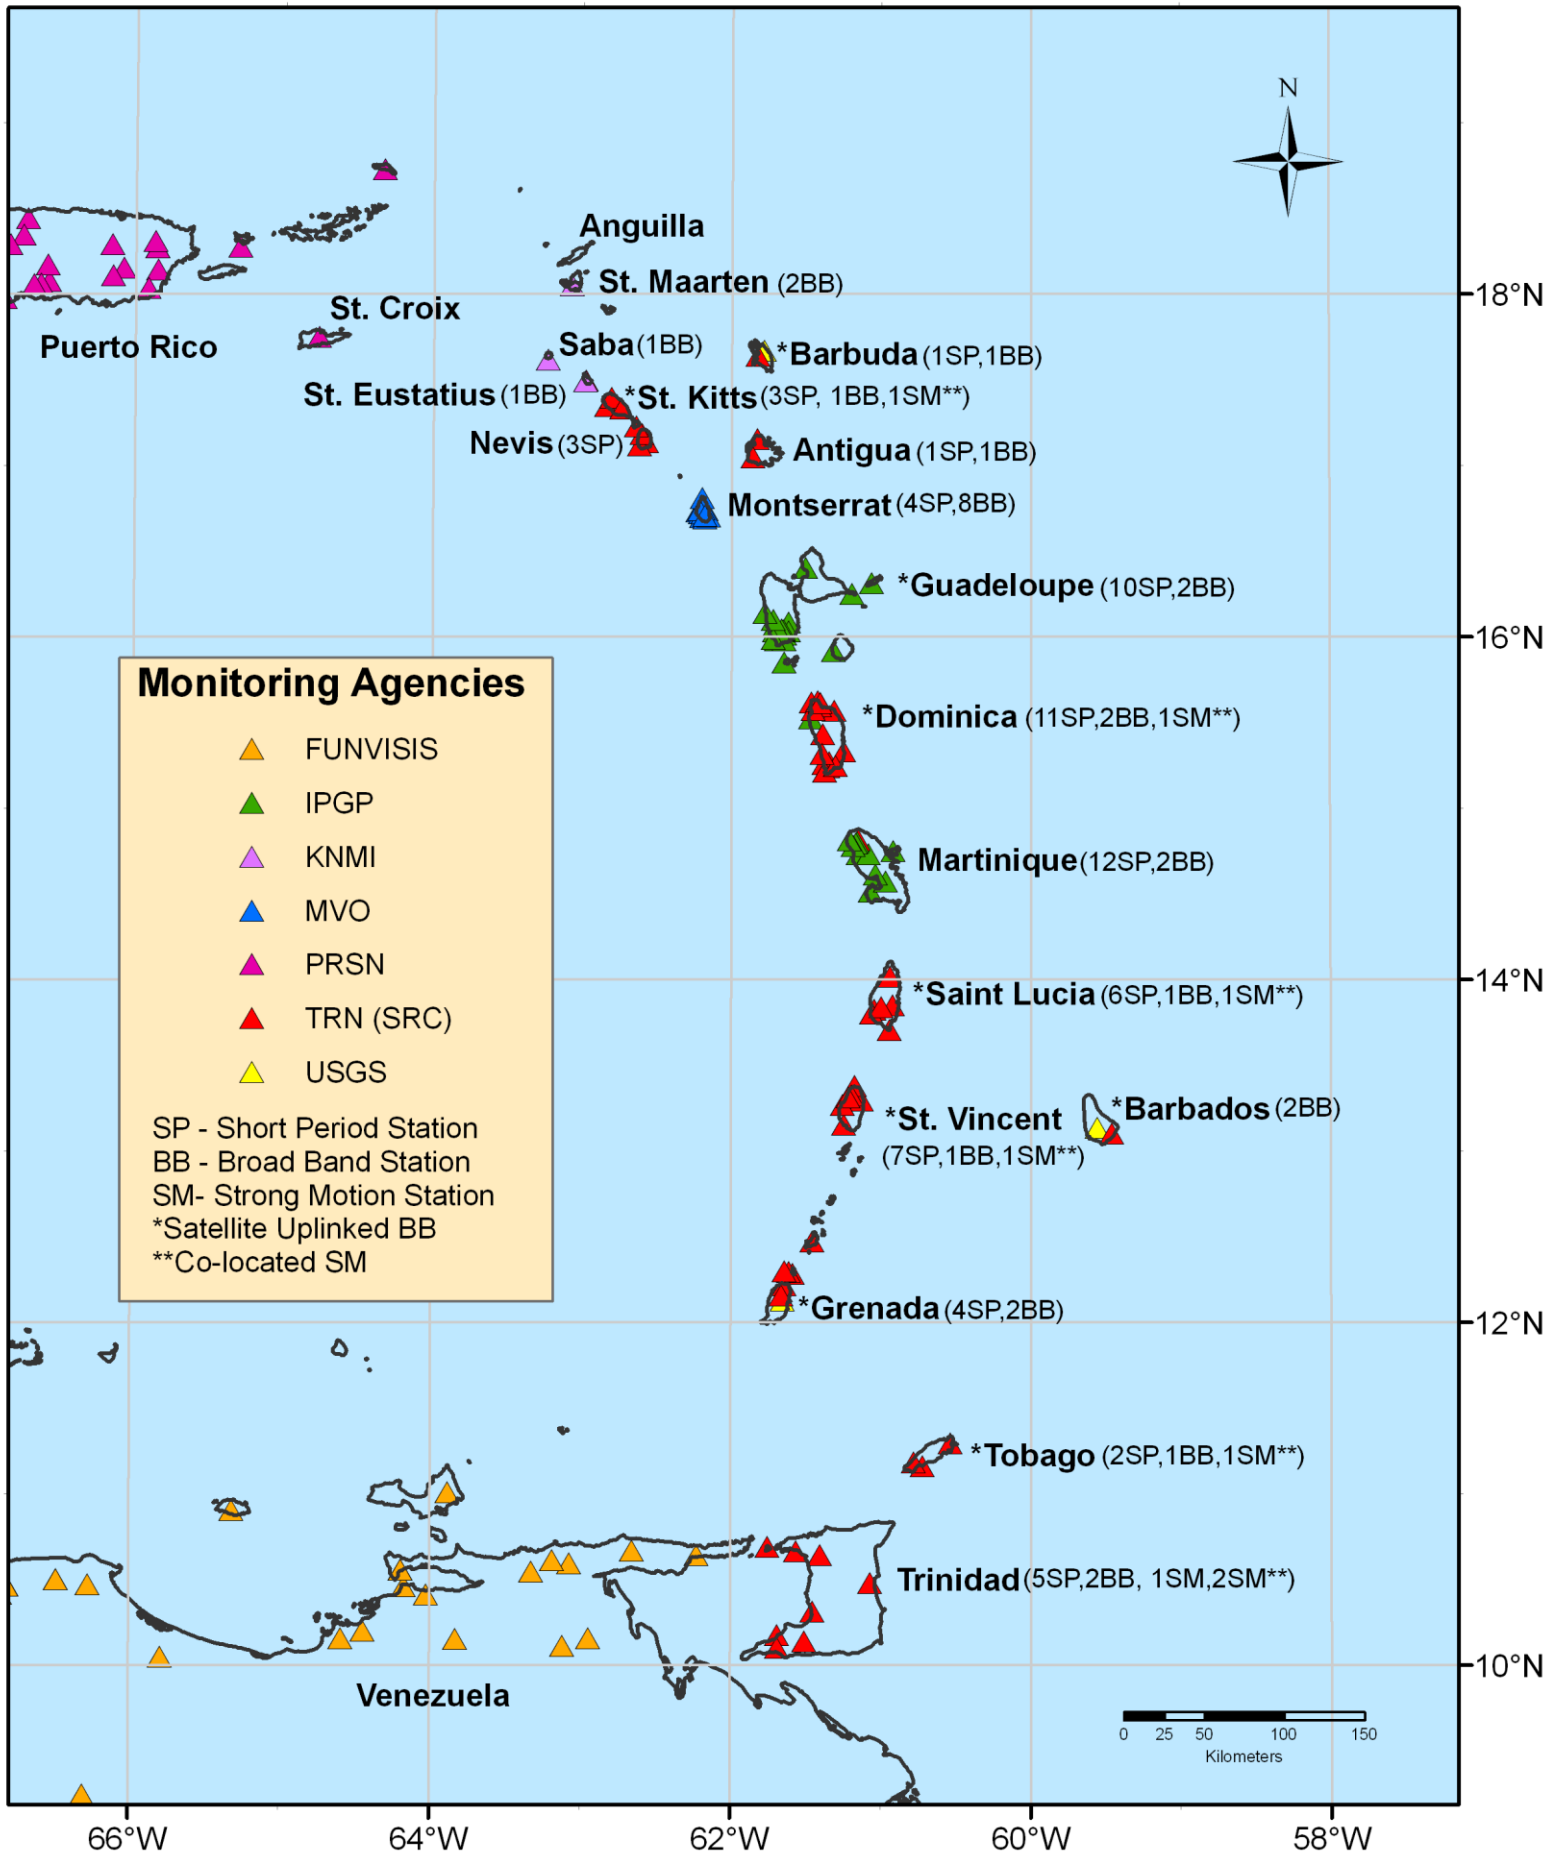 N
Anguilla
St. Maarten (2BB)
St. Croix
18°N
Puerto Rico
Saba (1BB)
*Barbuda (1SP,1BB)
St. Eustatius (1BB)
*St. Kitts (3SP, 1BB,1SM**)
Nevis (3SP)
Antigua (1SP,1BB)
Montserrat (4SP,8BB)
*Guadeloupe (10SP,2BB)
16°N
Monitoring Agencies
FUNVISIS
IPGP
KNMI
MVO
PRSN
TRN (SRC)
USGS
SP - Short Period Station
BB - Broad Band Station
SM- Strong Motion Station
*Satellite Uplinked BB
**Co-located SM
*Dominica (11SP,2BB,1SM**)
Martinique (12SP,2BB)
14°N
*Saint Lucia (6SP,1BB,1SM**)
*St. Vincent
(7SP,1BB,1SM**)
*Barbados (2BB)
*Grenada (4SP,2BB)
12°N
*Tobago (2SP,1BB,1SM**)
Trinidad (5SP,2BB, 1SM,2SM**)
10°N
Venezuela
0 25 50 100 150
Kilometers
66°W 64°W 62°W 60°W 58°W